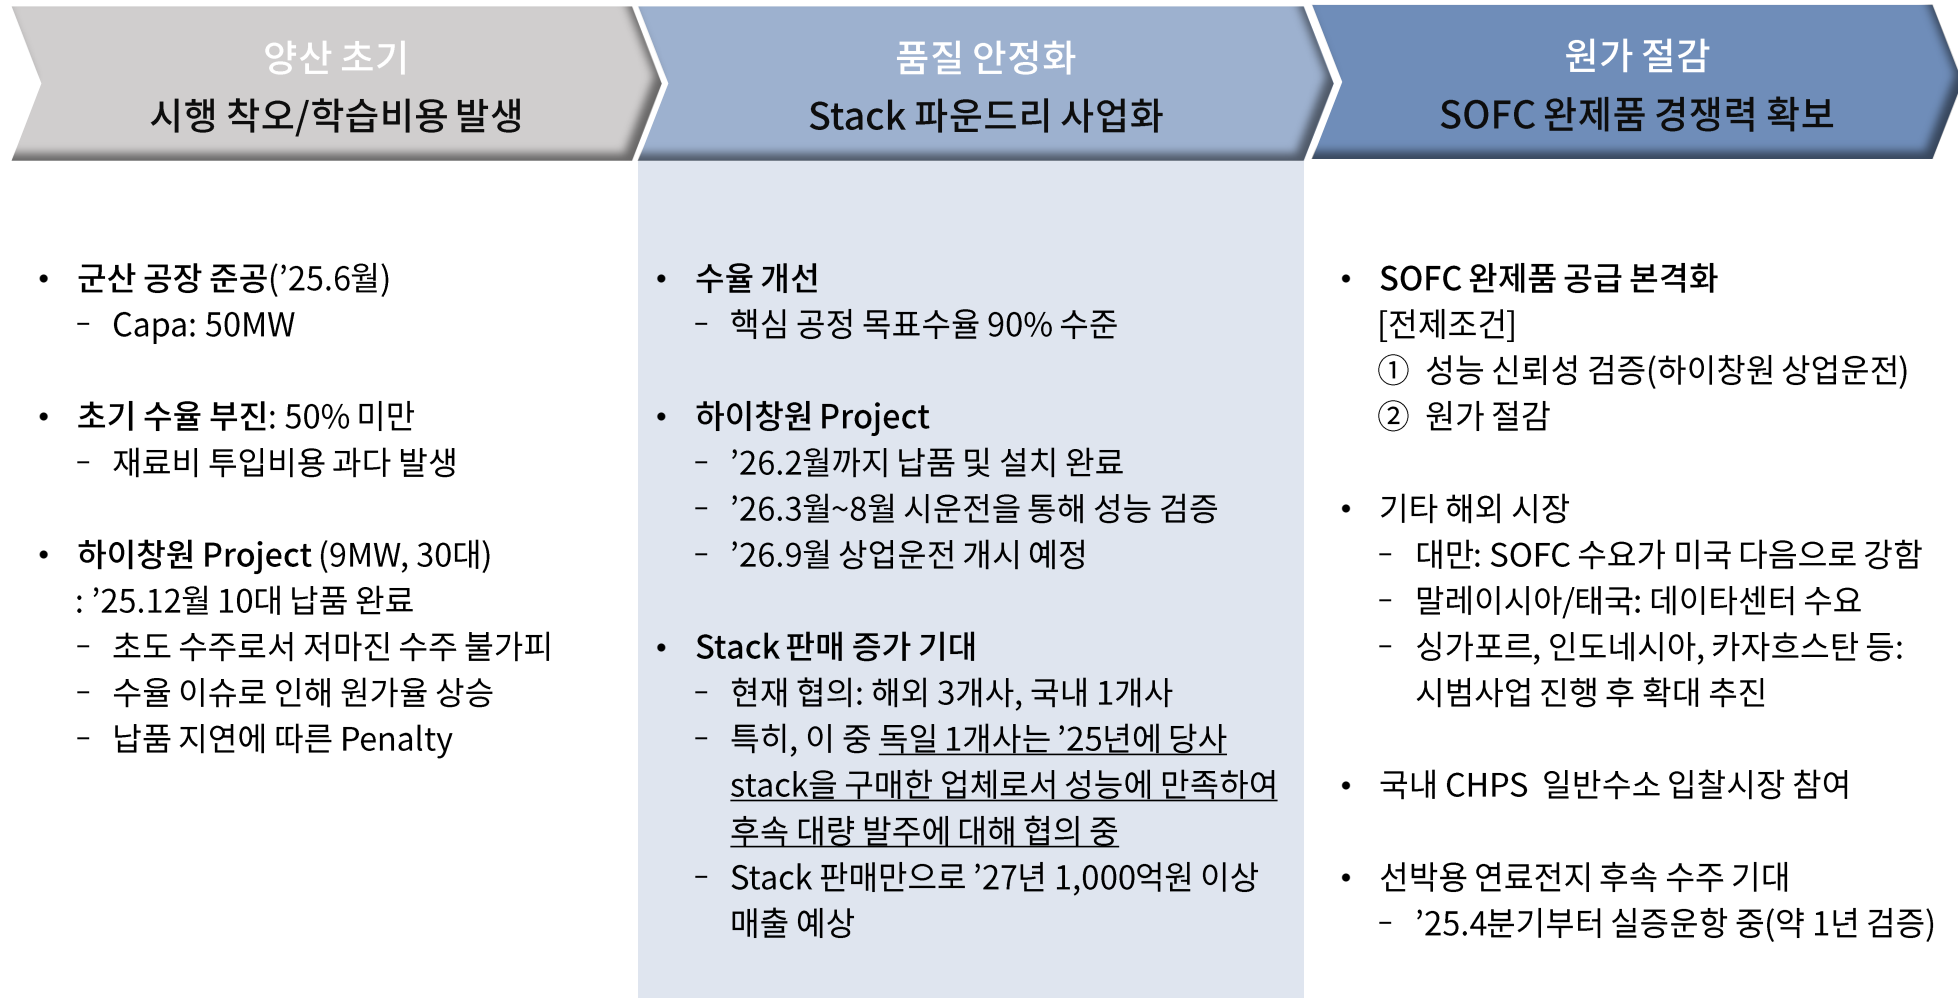 양산 초기
시행 착오/학습비용 발생
• 군산 공장 준공(’25.6월)
– Capa: 50MW
• 초기 수율 부진: 50% 미만
– 재료비 투입비용 과다 발생
• 하이창원 Project (9MW, 30대)
: ’25.12월 10대 납품 완료
– 초도 수주로서 저마진 수주 불가피
– 수율 이슈로 인해 원가율 상승
– 납품 지연에 따른 Penalty
품질 안정화
Stack 파운드리 사업화
• 수율 개선
– 핵심 공정 목표수율 90% 수준
• 하이창원 Project
– ’26.2월까지 납품 및 설치 완료
– ’26.3월~8월 시운전을 통해 성능 검증
– ’26.9월 상업운전 개시 예정
• Stack 판매 증가 기대
– 현재 협의: 해외 3개사, 국내 1개사
– 특히, 이 중 독일 1개사는 ’25년에 당사
stack을 구매한 업체로서 성능에 만족하여
후속 대량 발주에 대해 협의 중
– Stack 판매만으로 ’27년 1,000억원 이상
매출 예상
원가 절감
SOFC 완제품 경쟁력 확보
• SOFC 완제품 공급 본격화
[전제조건]
① 성능 신뢰성 검증(하이창원 상업운전)
② 원가 절감
• 기타 해외 시장
– 대만: SOFC 수요가 미국 다음으로 강함
– 말레이시아/태국: 데이타센터 수요
– 싱가포르, 인도네시아, 카자흐스탄 등:
시범사업 진행 후 확대 추진
• 국내 CHPS 일반수소 입찰시장 참여
• 선박용 연료전지 후속 수주 기대
– ’25.4분기부터 실증운항 중(약 1년 검증)